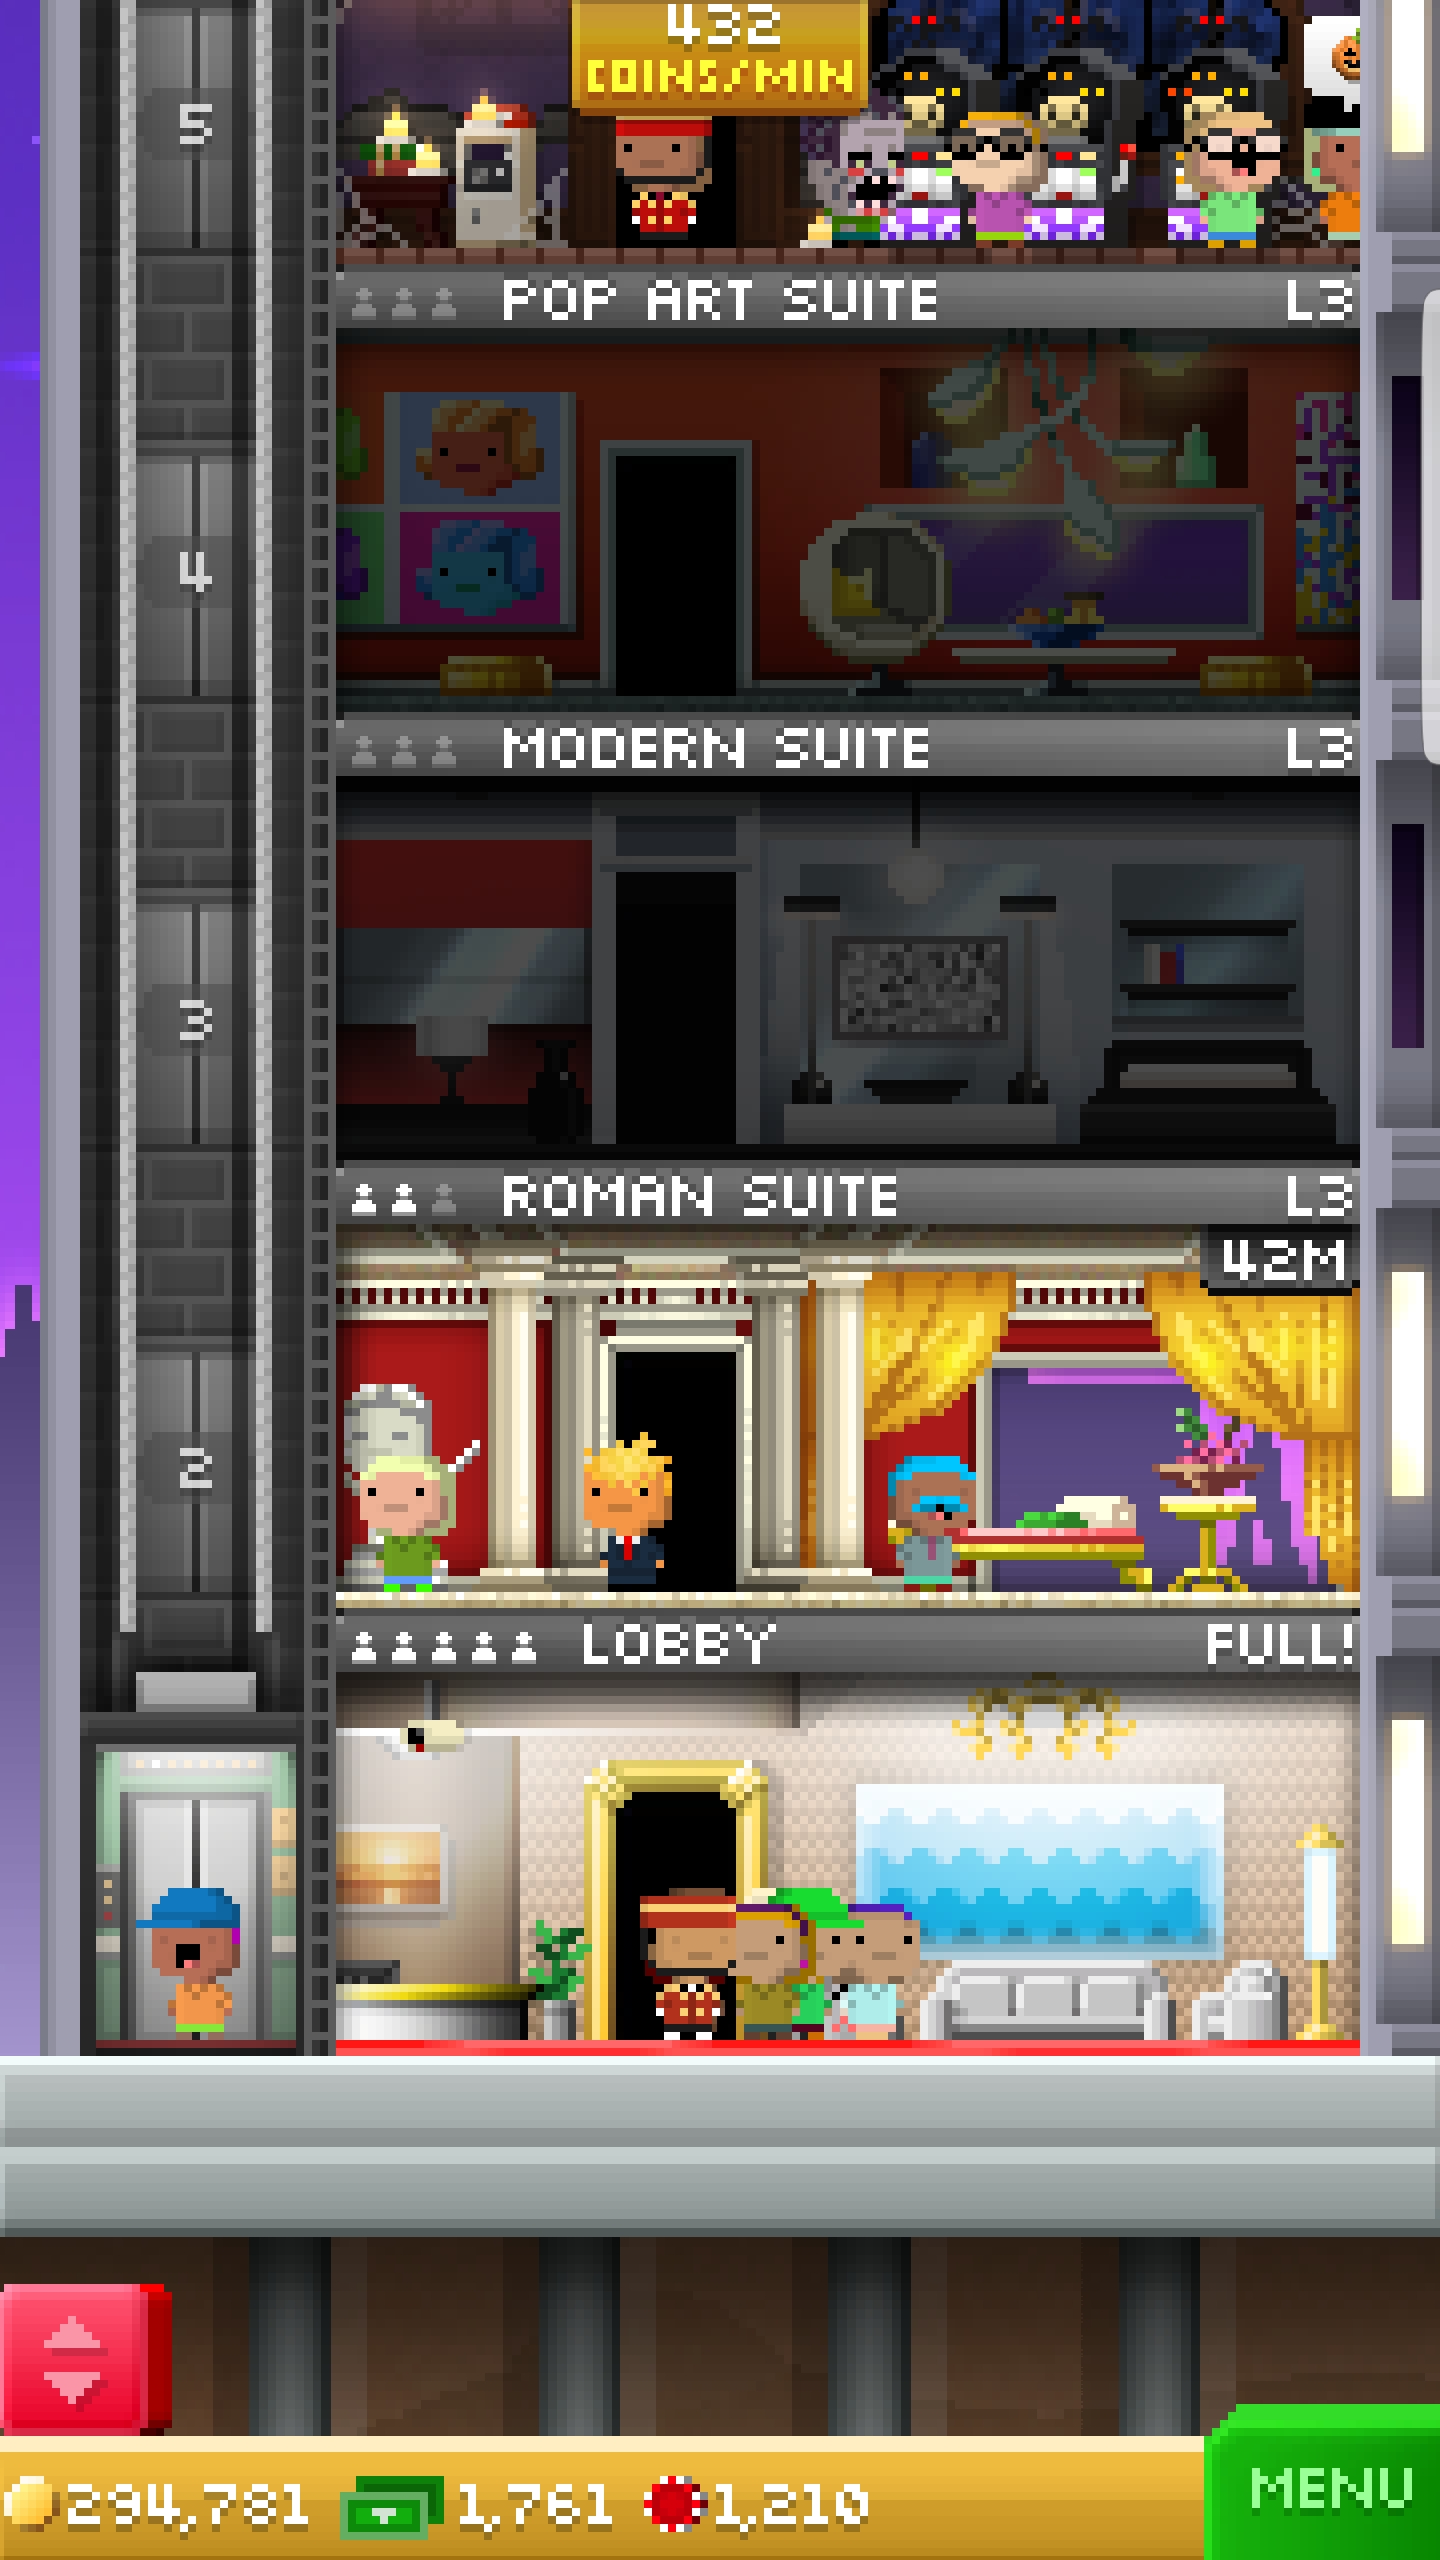 432
COINS/MIN
5
POP ART SUITE L3
4
MODERN SUITE L3
3
ROMAN SUITE L3
42M
2
LOBBY FULL!
294,781 1,761 1,210
MENU